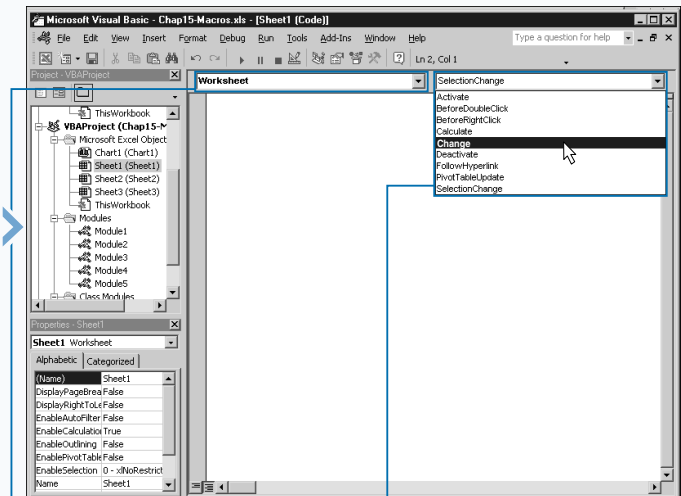 Microsoft Visual Basic - Chap15-Macros.xls - [Sheet1 (Code)]
File Edit View Insert Format Debug Run Tools Add-Ins Window Help Type a question for help
Ln 2, Col 1
Project - VBAProject
Worksheet
SelectionChange
Activate
BeforeDoubleClick
BeforeRightClick
Calculate
Change
Deactivate
FollowHyperlink
PivotTableUpdate
SelectionChange
ThisWorkbook
VBAProject (Chap15-M
Microsoft Excel Object
Chart1 (Chart1)
Sheet1 (Sheet1)
Sheet2 (Sheet2)
Sheet3 (Sheet3)
ThisWorkbook
Modules
Module1
Module2
Module3
Module4
Module5
Class Modules
Properties - Sheet1
Sheet1 Worksheet
Alphabetic Categorized
(Name) Sheet1
DisplayPageBrea False
DisplayRightToLe False
EnableAutoFilter False
EnableCalculatio True
EnableOutlining False
EnablePivotTable False
EnableSelection 0 - xlNoRestrict
Name Sheet1